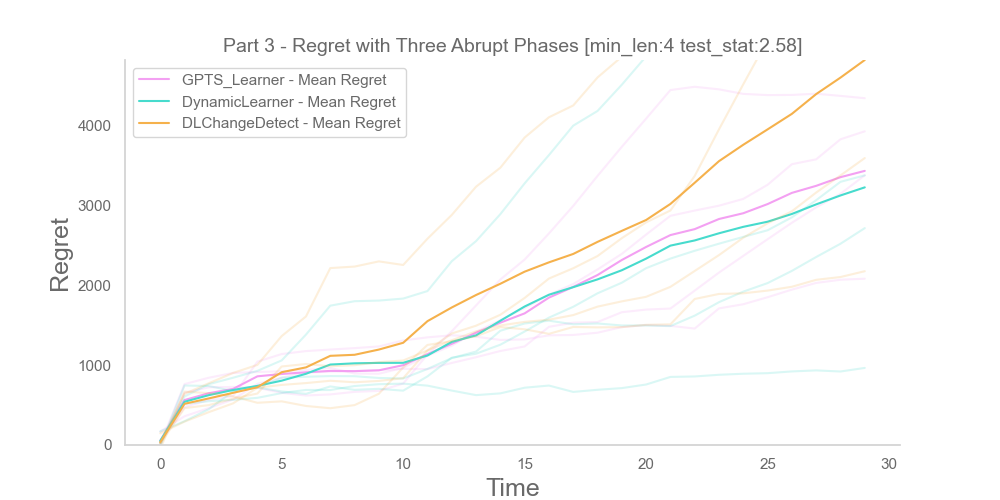 Part 3 - Regret with Three Abrupt Phases [min_len:4 test_stat:2.58]
GPTS_Learner - Mean Regret
DynamicLearner - Mean Regret
DLChangeDetect - Mean Regret
Regret
4000
3000
2000
1000
0
0 5 10 15 20 25 30
Time